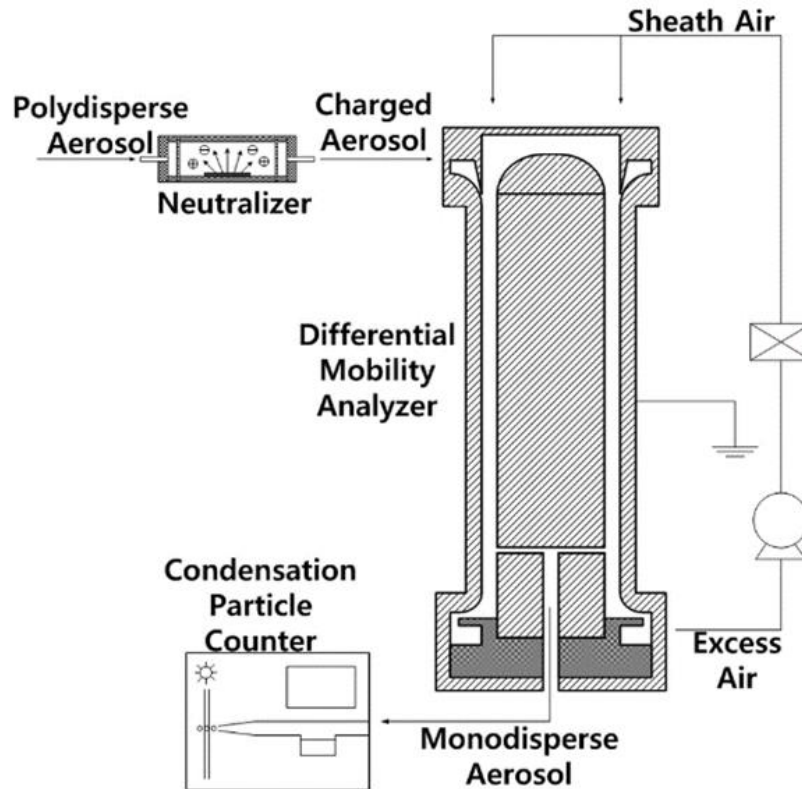 Sheath Air
Polydisperse
Aerosol
Charged
Aerosol
Neutralizer
Differential
Mobility
Analyzer
Condensation
Particle
Counter
Excess
Air
Monodisperse
Aerosol